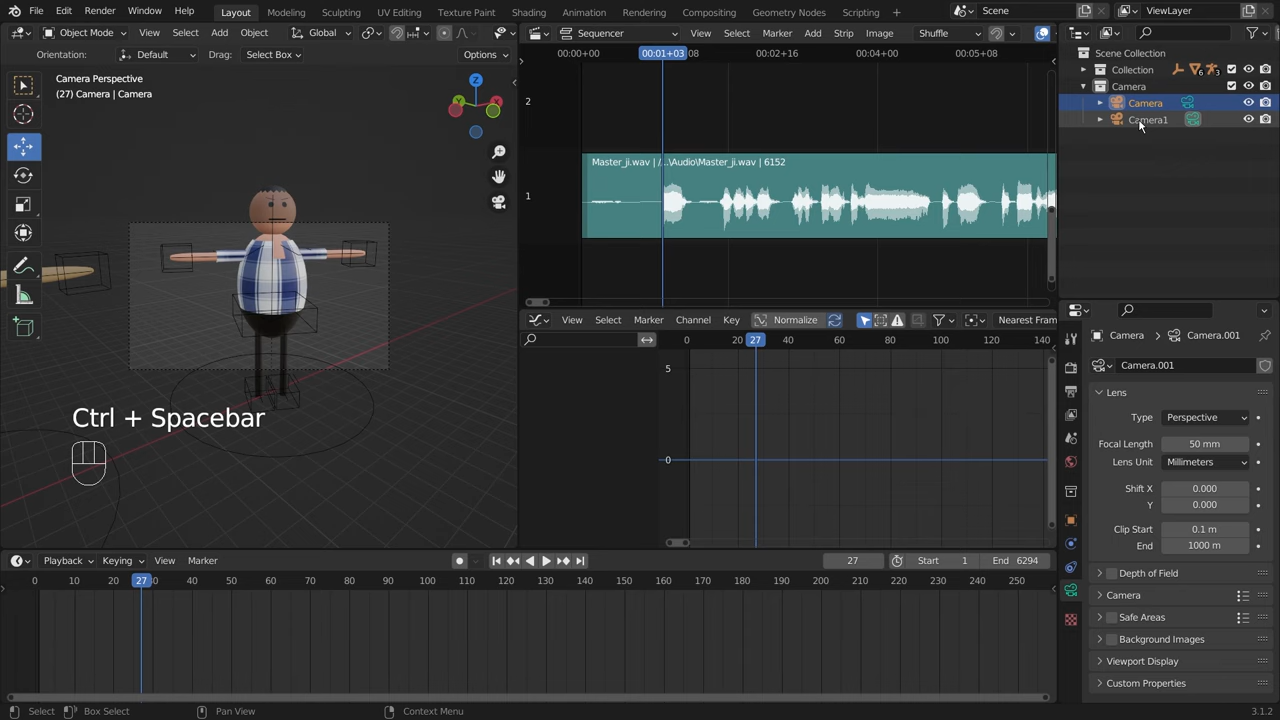 File Edit Render Window Help Layout Modeling Sculpting UV Editing Texture Paint Shading Animation Rendering Compositing Geometry Nodes Scripting + Scene ViewLayer
Object Mode View Select Add Object Global Sequencer View Select Marker Add Strip Image Shuffle
Orientation: Default Drag: Select Box Options 00:00+00 00:01+03 08 00:02+16 00:04+00 00:05+08 Scene Collection
Collection 6 3
Camera Perspective
(27) Camera | Camera
Z
Y
Camera
Camera
Camera1
2
Master_ji.wav | /...\Audio\Master_ji.wav | 6152
1
View Select Marker Channel Key Normalize Nearest Fram
0 20 27 40 60 80 100 120 140
5
0
Camera Camera.001
Camera.001
Lens
Type Perspective
Focal Length 50 mm
Lens Unit Millimeters
Shift X 0.000
Y 0.000
Clip Start 0.1 m
End 1000 m
Depth of Field
Camera
Safe Areas
Background Images
Viewport Display
Custom Properties
Ctrl + Spacebar
Playback Keying View Marker 27 Start 1 End 6294
0 10 20 27 30 40 50 60 70 80 90 100 110 120 130 140 150 160 170 180 190 200 210 220 230 240 250
Select Box Select Pan View Context Menu 3.1.2